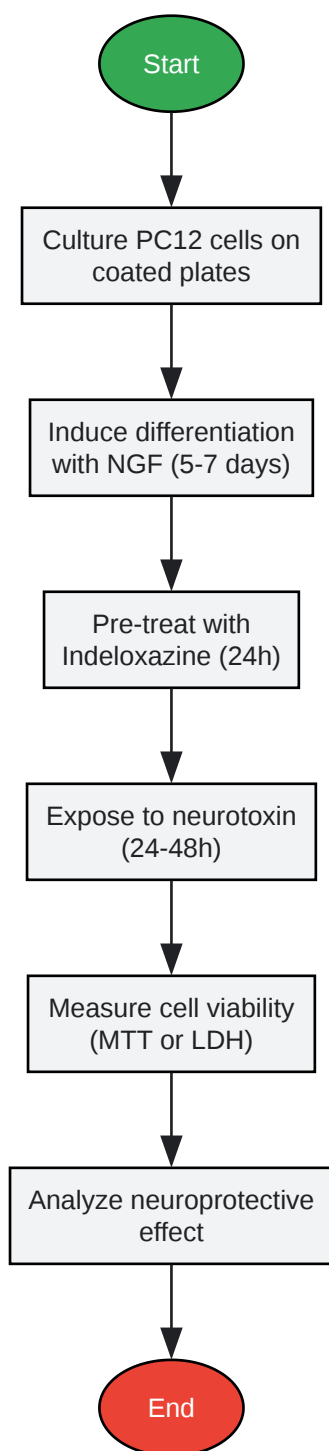 Start
Culture PC12 cells on
coated plates
Induce differentiation
with NGF (5-7 days)
Pre-treat with
Indeloxazine (24h)
Expose to neurotoxin
(24-48h)
Measure cell viability
(MTT or LDH)
Analyze neuroprotective
effect
End